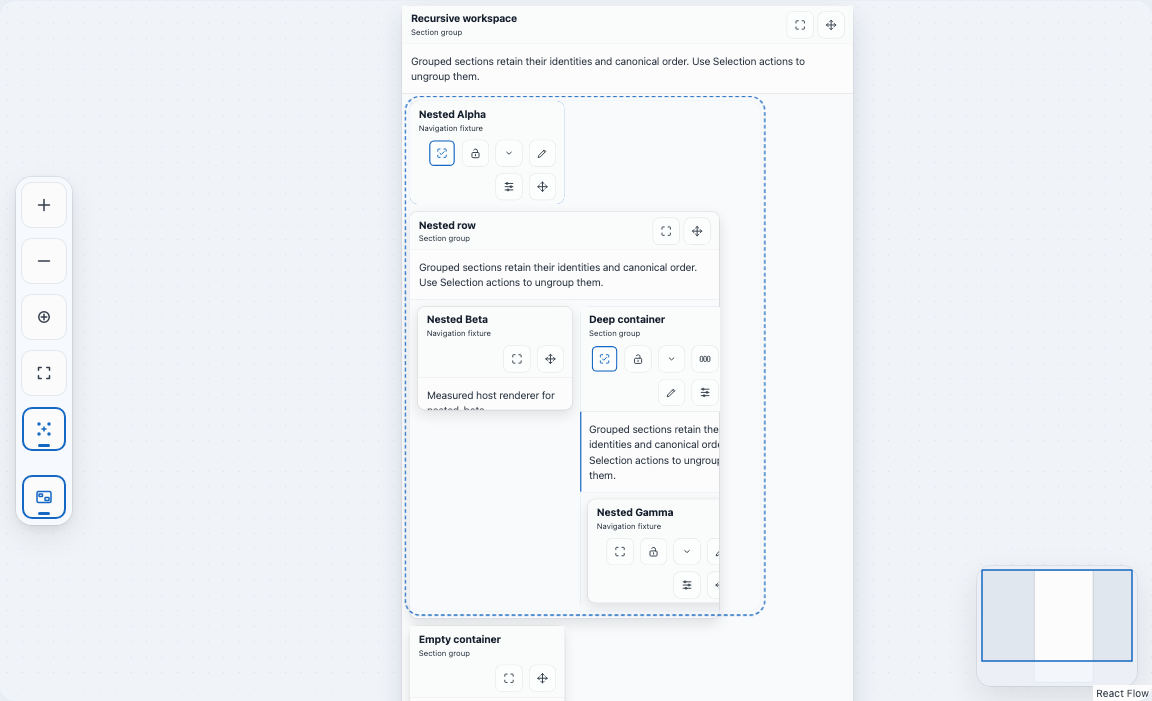 Recursive workspace
Section group
Grouped sections retain their identities and canonical order. Use Selection actions to
ungroup them.
Nested Alpha
Navigation fixture
Nested row
Section group
Grouped sections retain their identities and canonical order.
Use Selection actions to ungroup them.
Nested Beta
Navigation fixture
Measured host renderer for
Deep container
Section group
Grouped sections retain the
identities and canonical
Selection actions to
them.
Nested Gamma
Navigation fixture
Empty container
Section group
React Flow